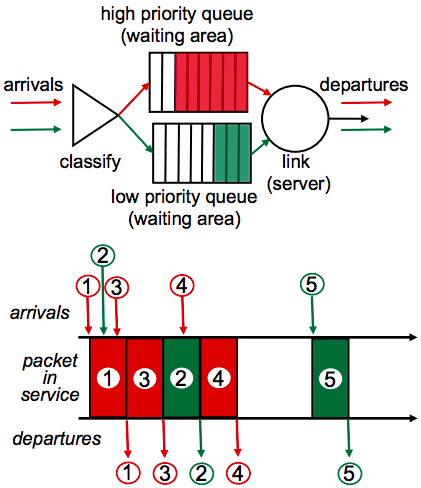 high priority queue
(waiting area)
arrivals
departures
classify
link
(server)
low priority queue
(waiting area)
2
1
3
4
5
arrivals
packet
in
service
1
3
2
4
5
departures
1
3
2
4
5